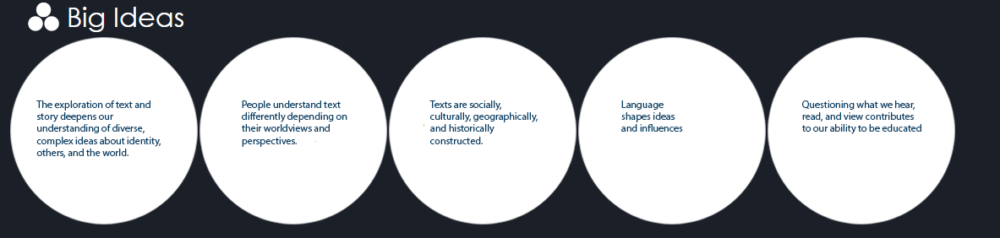 Big Ideas
The exploration of text and
story deepens our
understanding of diverse,
complex ideas about identity,
others, and the world.
People understand text
differently depending on
their worldviews and
perspectives.
Texts are socially,
culturally, geographically,
and historically
constructed.
Language
shapes ideas
and influences
Questioning what we hear,
read, and view contributes
to our ability to be educated